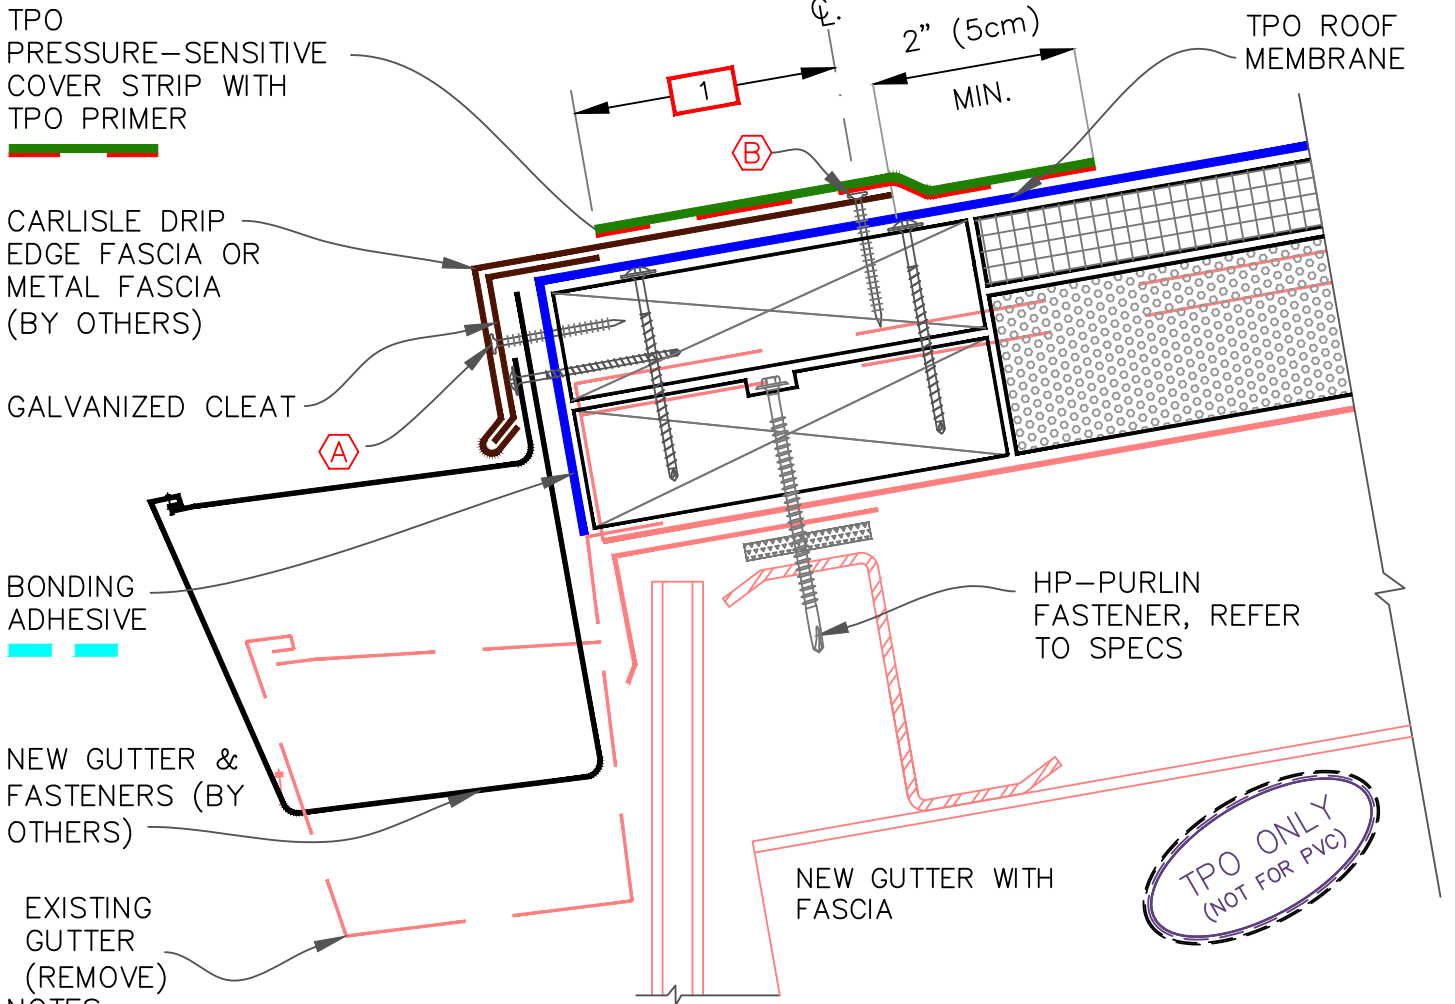 TPO
PRESSURE-SENSITIVE
COVER STRIP WITH
TPO PRIMER
℄.
1
2" (5cm)
MIN.
TPO ROOF
MEMBRANE
B
CARLISLE DRIP
EDGE FASCIA OR
METAL FASCIA
(BY OTHERS)
GALVANIZED CLEAT
A
BONDING
ADHESIVE
HP-PURLIN
FASTENER, REFER
TO SPECS
NEW GUTTER &
FASTENERS (BY
OTHERS)
NEW GUTTER WITH
FASCIA
TPO ONLY
(NOT FOR PVC)
EXISTING
GUTTER
(REMOVE)
NOTES